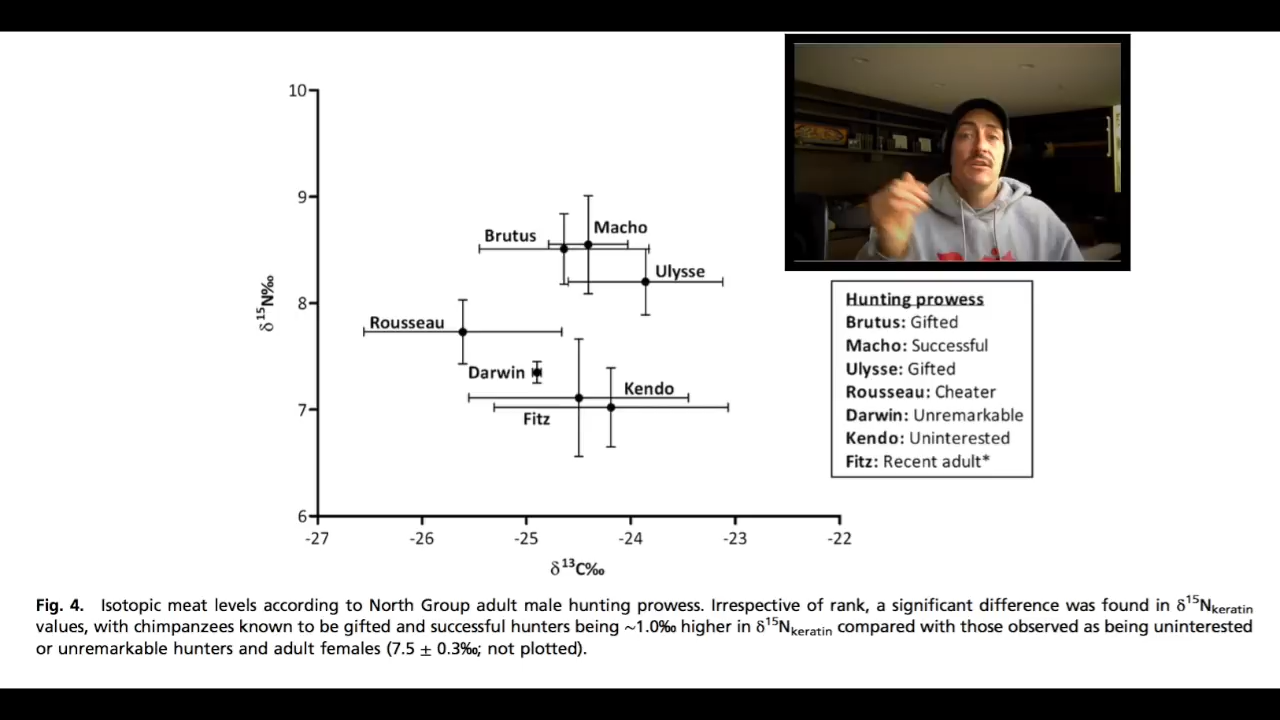 10
9
8
7
6
δ¹⁵N‰
Brutus
Macho
Ulysse
Rousseau
Darwin
Kendo
Fitz
-27 -26 -25 -24 -23 -22
δ¹³C‰
Hunting prowess
Brutus: Gifted
Macho: Successful
Ulysse: Gifted
Rousseau: Cheater
Darwin: Unremarkable
Kendo: Uninterested
Fitz: Recent adult*
Fig. 4. Isotopic meat levels according to North Group adult male hunting prowess. Irrespective of rank, a significant difference was found in δ¹⁵Nkeratin
values, with chimpanzees known to be gifted and successful hunters being ~1.0‰ higher in δ¹⁵Nkeratin compared with those observed as being uninterested
or unremarkable hunters and adult females (7.5 ± 0.3‰; not plotted).